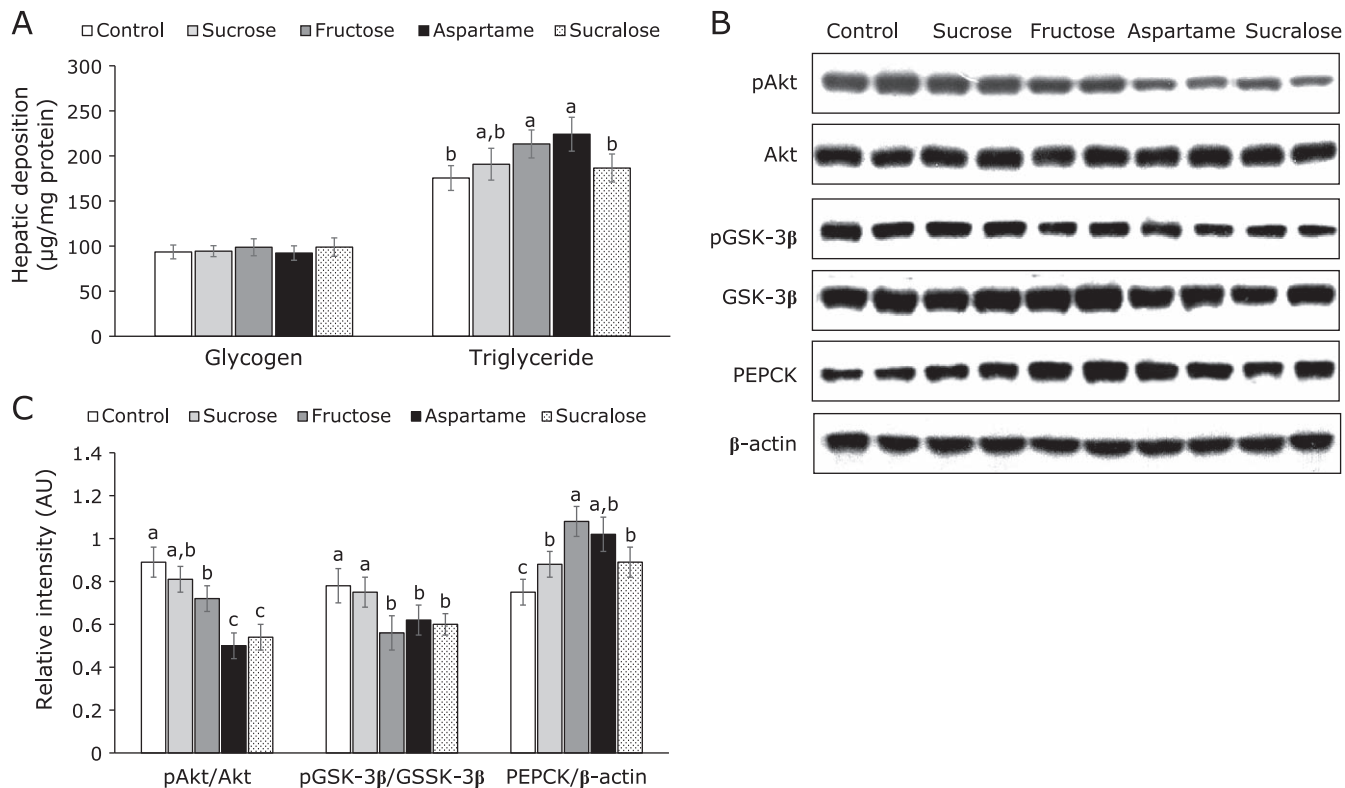 A
Control Sucrose Fructose Aspartame Sucralose
Hepatic deposition
(μg/mg protein)
300
250
200
150
100
50
0
b
a,b
a
a
b
Glycogen
Triglyceride
B
Control Sucrose Fructose Aspartame Sucralose
pAkt
Akt
pGSK-3β
GSK-3β
PEPCK
β-actin
C
Control Sucrose Fructose Aspartame Sucralose
Relative intensity (AU)
1.4
1.2
1
0.8
0.6
0.4
0.2
0
a
a,b
b
c
c
a
a
b
b
b
c
b
a
a,b
b
pAkt/Akt
pGSK-3β/GSSK-3β
PEPCK/β-actin